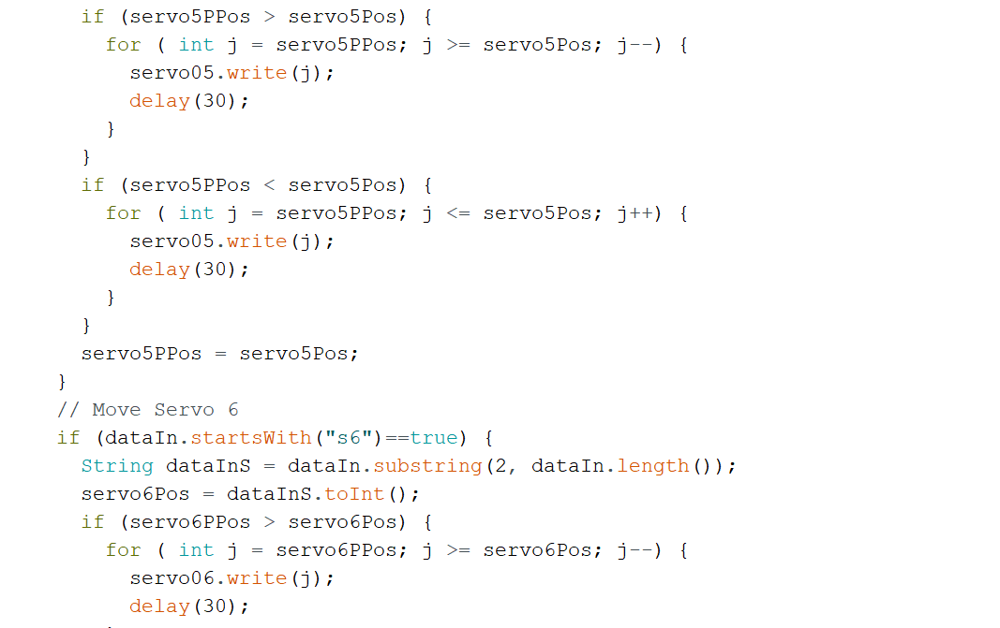 if (servo5PPos > servo5Pos) {
for ( int j = servo5PPos; j >= servo5Pos; j--) {
servo05.write(j);
delay(30);
}
}
if (servo5PPos < servo5Pos) {
for ( int j = servo5PPos; j <= servo5Pos; j++) {
servo05.write(j);
delay(30);
}
}
servo5PPos = servo5Pos;
}
// Move Servo 6
if (dataIn.startsWith("s6")==true) {
String dataInS = dataIn.substring(2, dataIn.length());
servo6Pos = dataInS.toInt();
if (servo6PPos > servo6Pos) {
for ( int j = servo6PPos; j >= servo6Pos; j--) {
servo06.write(j);
delay(30);